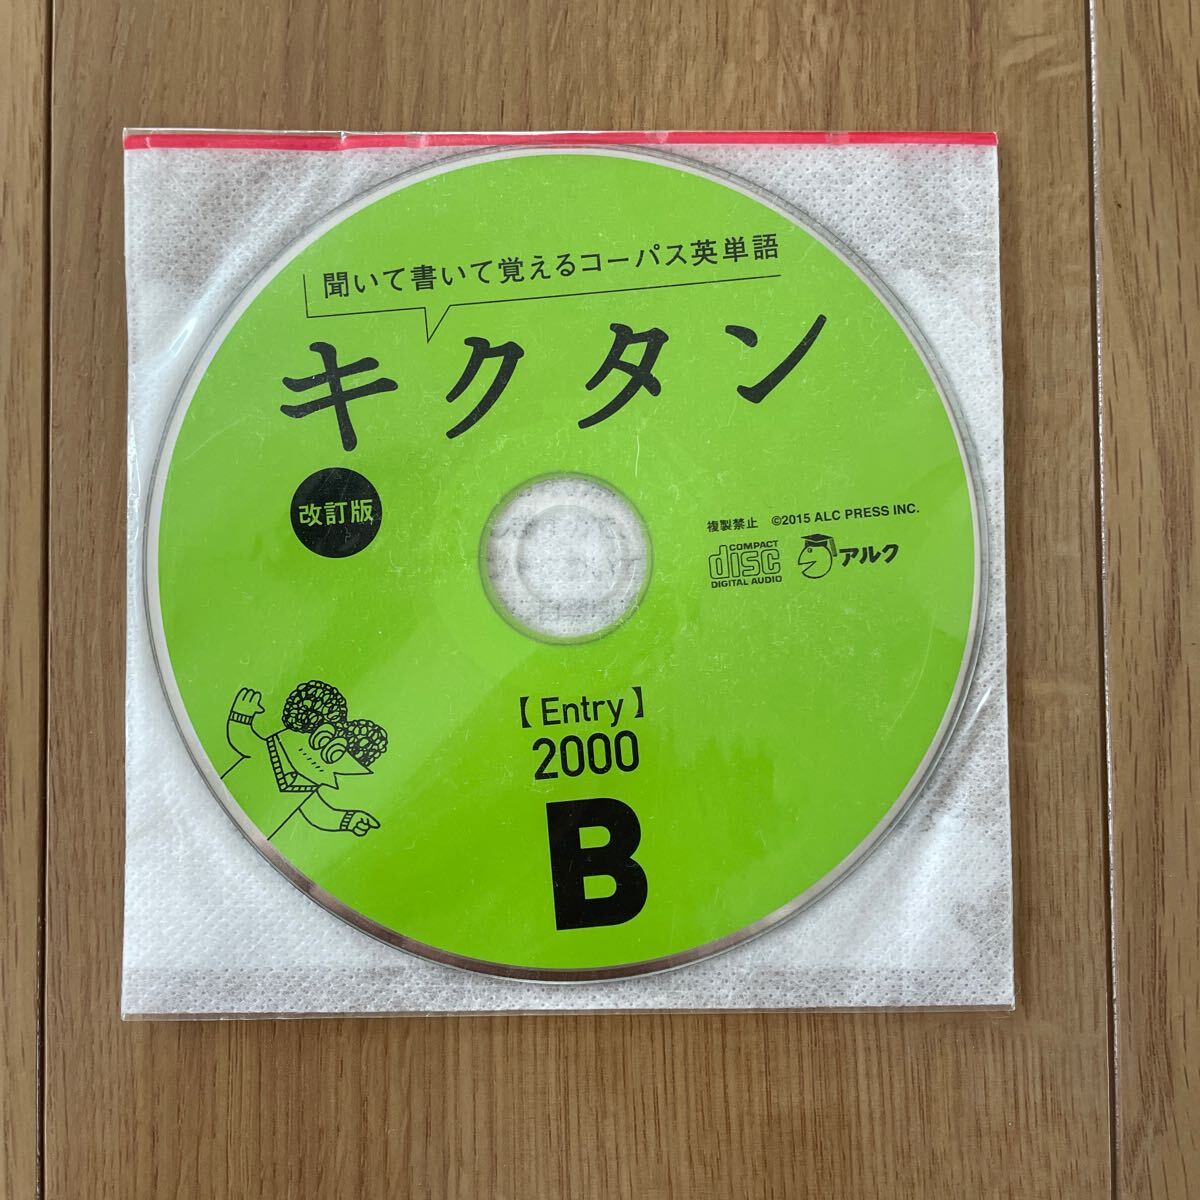 聞いて書いて覚えるコーパス英単語
キクタン
改訂版
複製禁止 ©2015 ALC PRESS INC.
COMPACT
disc
DIGITAL AUDIO
アルク
【Entry】
2000
B